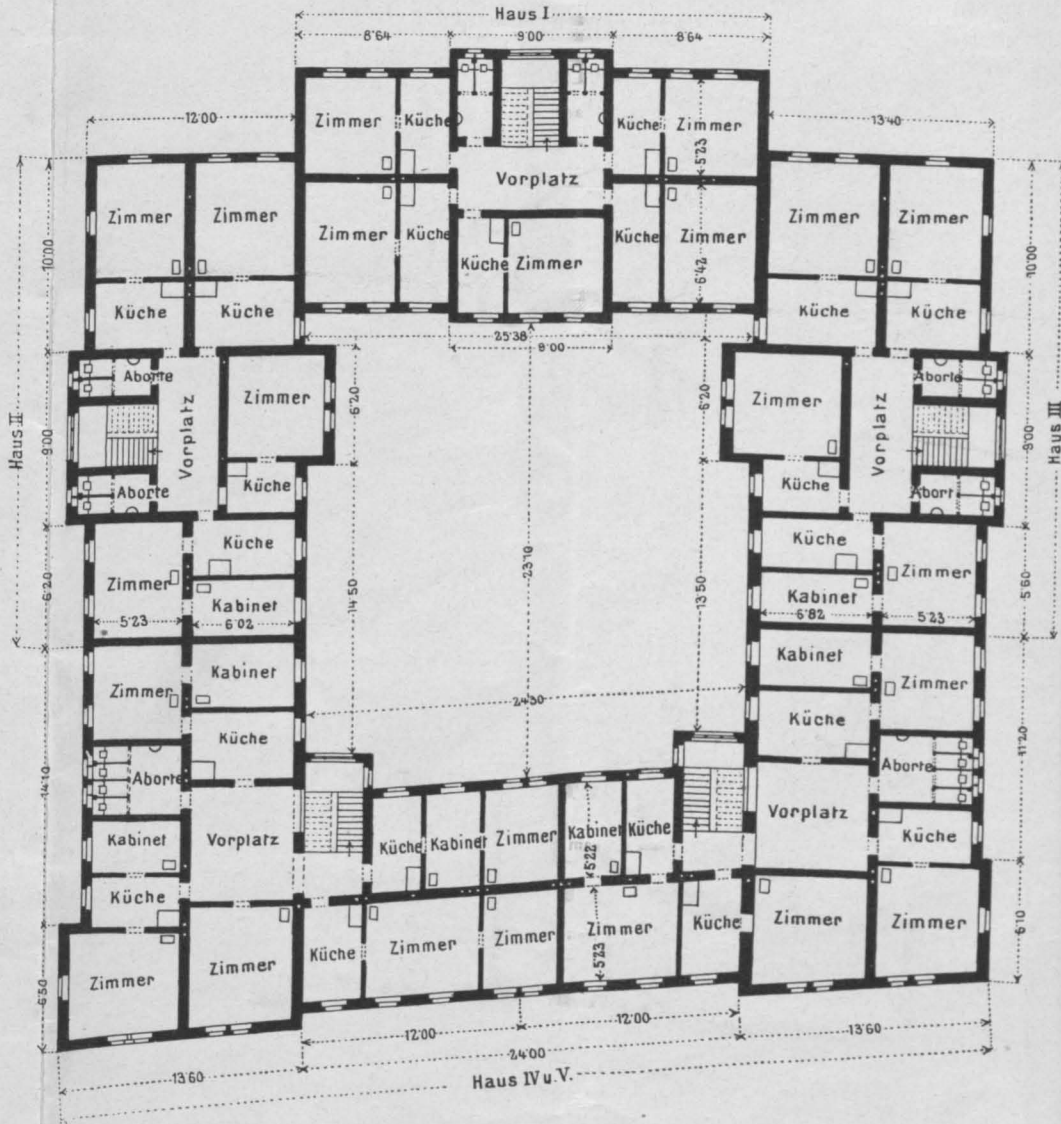 Haus I
8'64 9'00 8'64
12'00 13'40
Zimmer Küche Küche Zimmer
5'23
Vorplatz
Zimmer Zimmer Zimmer Küche Küche Zimmer Zimmer Zimmer
Küche Zimmer
6'42
10'00 10'00
Küche Küche Küche Küche
25'38
9'00
Aborte Aborte
Zimmer Zimmer
6'20 6'20
Haus II Haus III
9'00 9'00
Vorplatz Vorplatz
Küche Küche
Aborte Abort
Küche Küche
23'10
Zimmer Zimmer
6'20 5'60
Kabinet Kabinet
5'23 6'02 6'82 5'23
14'50 13'50
Zimmer Kabinet Kabinet Zimmer
24'30
Küche Küche
Aborte Aborte
14'10 11'20
Kabinet Vorplatz Vorplatz Küche
Küche Kabinet Zimmer Kabinet Küche
5'22
Küche
Zimmer Zimmer Küche Zimmer Zimmer Zimmer Küche Zimmer Zimmer
5'23
6'50 6'10
12'00 12'00
13'60 24'00 13'60
Haus IV u. V.